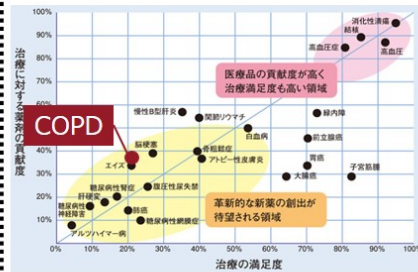 治療に対する薬剤の貢献度
100%
90%
80%
70%
60%
50%
40%
30%
20%
10%
消化性潰瘍
結核
高血圧症
高血圧
医療品の貢献度が高く
治療満足度も高い領域
慢性B型肝炎
関節リウマチ
緑内障
COPD
白血病
前立腺癌
脳梗塞
骨粗鬆症
アトピー性皮膚炎
エイズ
胃癌
子宮筋腫
糖尿病性腎症
腹圧性尿失禁
大腸癌
肝硬変
革新的な新薬の創出が
待望される領域
糖尿病性
神経障害
肺癌
糖尿病性網膜症
アルツハイマー病
0%
10%
20%
30%
40%
50%
60%
70%
80%
90%
100%
治療の満足度